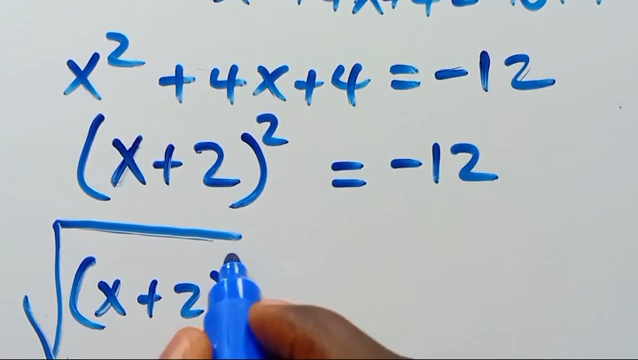 x² + 4x + 4 = -12
(x + 2)² = -12
√(x + 2)